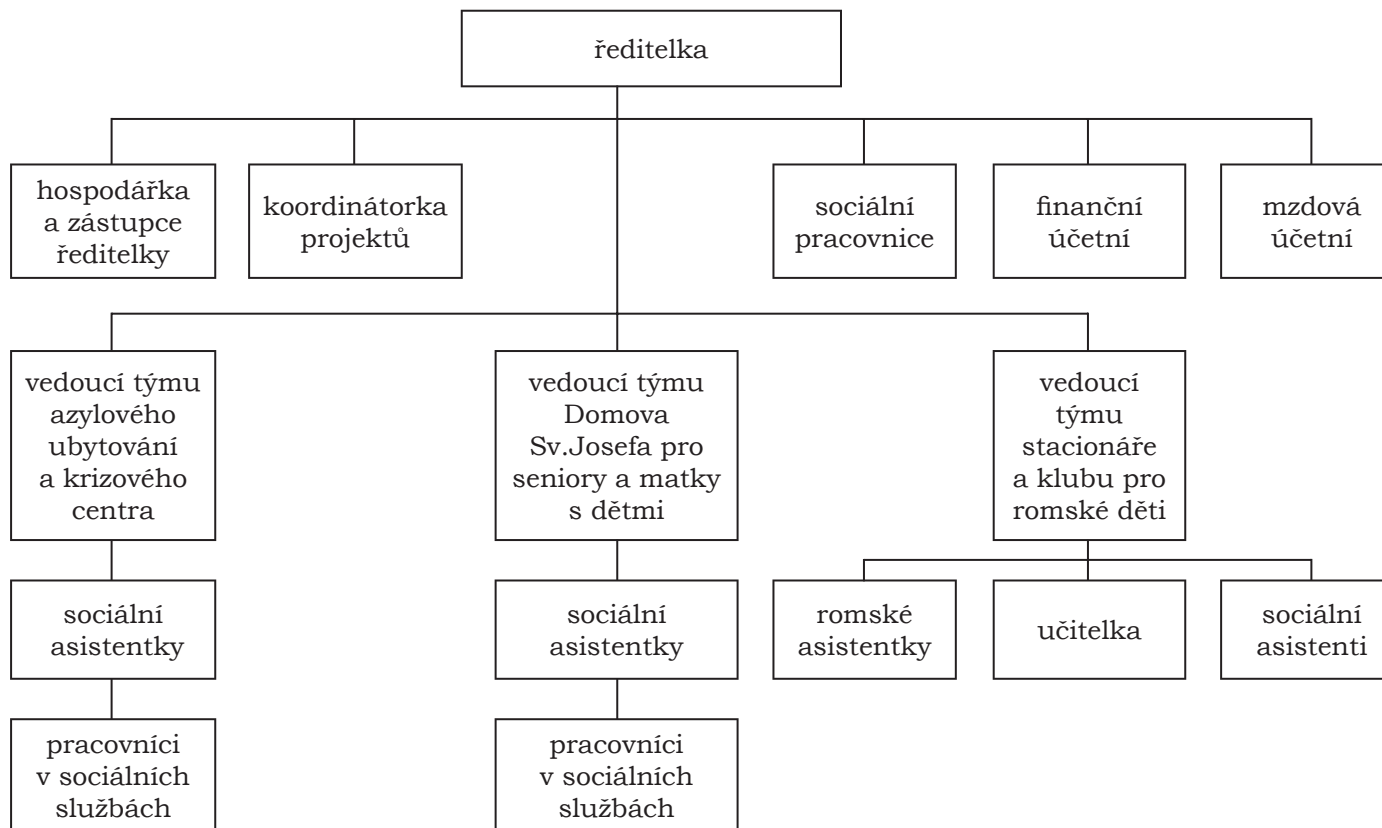 ředitelka
hospodářka
a zástupce
ředitelky
koordinátorka
projektů
sociální
pracovnice
finanční
účetní
mzdová
účetní
vedoucí týmu
azylového
ubytování
a krizového
centra
vedoucí týmu
Domova
Sv.Josefa pro
seniory a matky
s dětmi
vedoucí
týmu
stacionáře
a klubu pro
romské děti
sociální
asistentky
sociální
asistentky
romské
asistentky
učitelka
sociální
asistenti
pracovníci
v sociálních
službách
pracovníci
v sociálních
službách